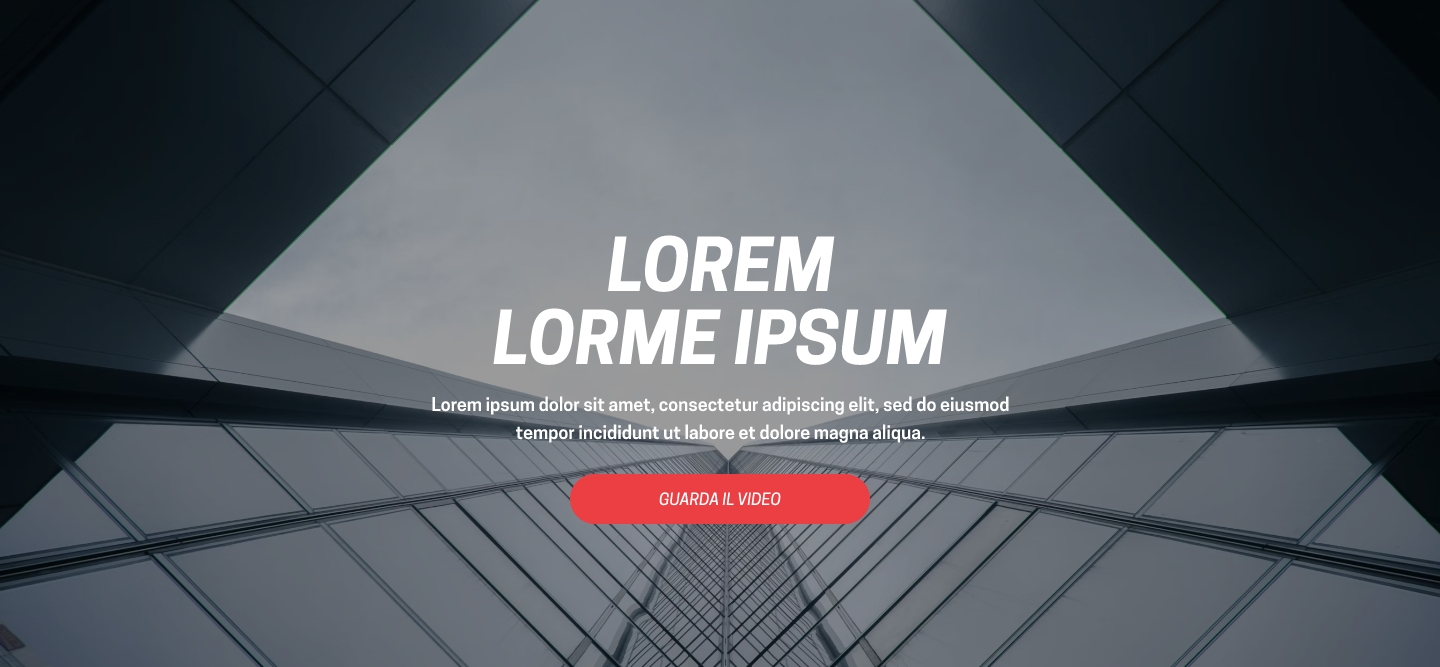 LOREM
LORME IPSUM
Lorem ipsum dolor sit amet, consectetur adipiscing elit, sed do eiusmod
tempor incididunt ut labore et dolore magna aliqua.
GUARDA IL VIDEO